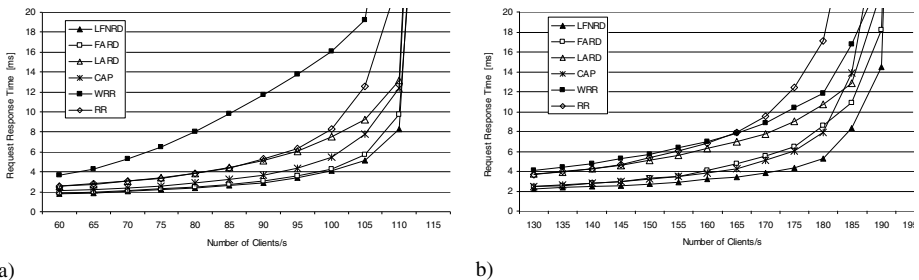 20
18
16
14
12
10
8
6
4
2
0
Request Response Time [ms]
LFNRD
FARD
LARD
CAP
WRR
RR
60 65 70 75 80 85 90 95 100 105 110 115
Number of Clients/s
a)
20
18
16
14
12
10
8
6
4
2
0
Request Response Time [ms]
LFNRD
FARD
LARD
CAP
WRR
RR
130 135 140 145 150 155 160 165 170 175 180 185 190 195
Number of Clients/s
b)